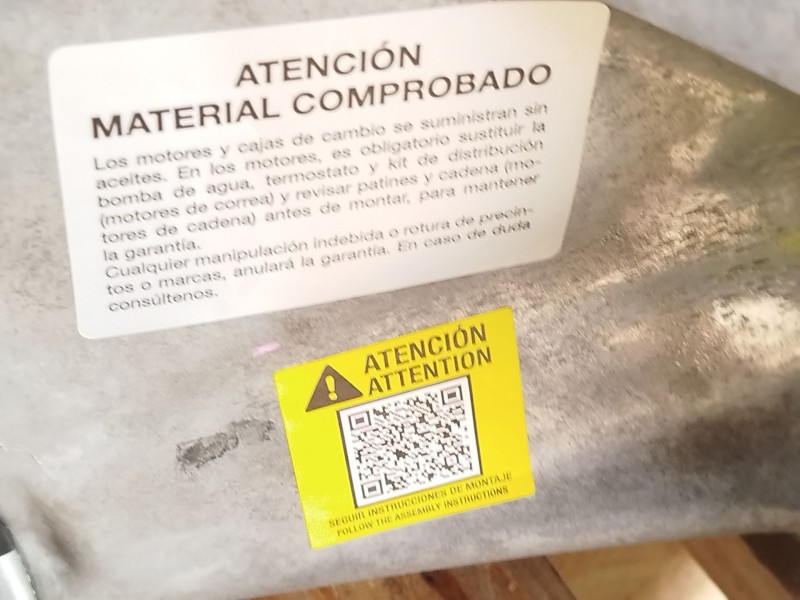 ATENCIÓN
MATERIAL COMPROBADO
Los motores y cajas de cambio se suministran sin
aceites. En los motores, es obligatorio sustituir la
bomba de agua, termostato y kit de distribución
(motores de correa) y revisar patines y cadena (mo-
tores de cadena) antes de montar, para mantener
la garantía.
Cualquier manipulación indebida o rotura de precin-
tos o marcas, anulará la garantía. En caso de duda
consúltenos.
ATENCIÓN
ATTENTION
SEGUIR INSTRUCCIONES DE MONTAJE
FOLLOW THE ASSEMBLY INSTRUCTIONS